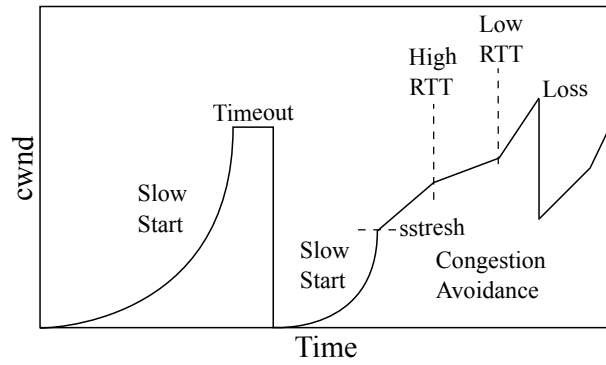 Low
RTT
High
RTT
Loss
Timeout
cwnd
Slow
Start
sstresh
Slow
Start
Congestion
Avoidance
Time